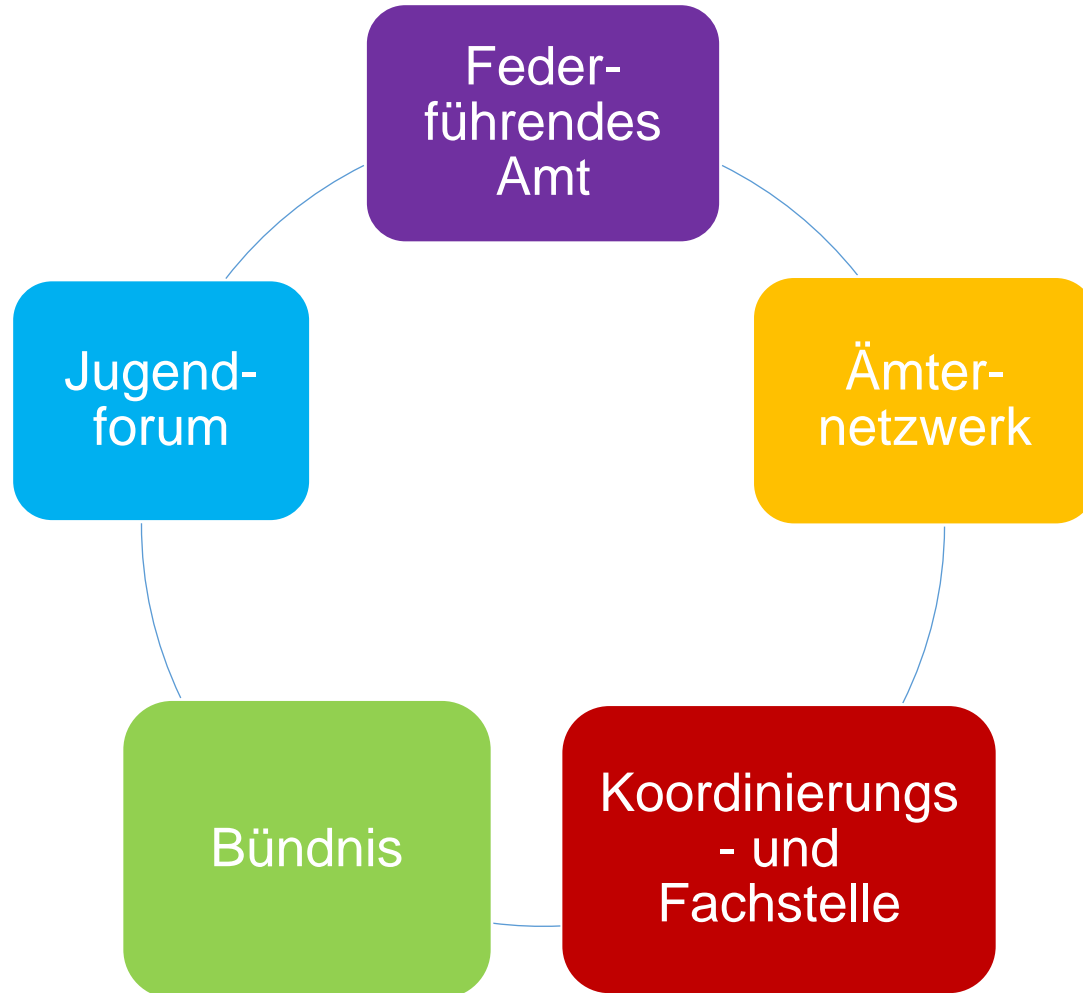 Feder-
führendes
Amt
Jugend-
forum
Ämter-
netzwerk
Bündnis
Koordinierungs
- und
Fachstelle